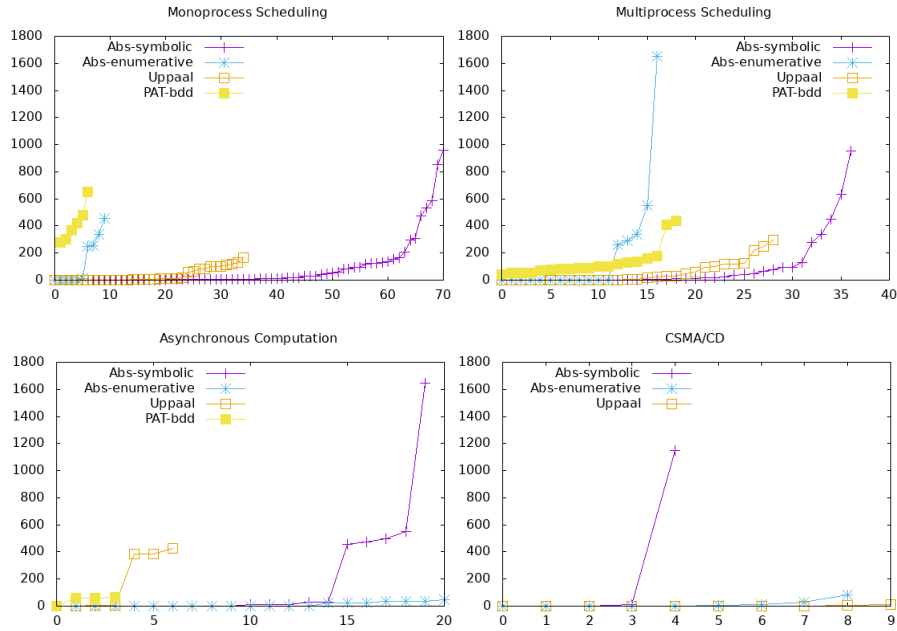 Monoprocess Scheduling
1800
1600
1400
1200
1000
800
600
400
200
0
0 10 20 30 40 50 60 70
Abs-symbolic
Abs-enumerative
Uppaal
PAT-bdd
Multiprocess Scheduling
1800
1600
1400
1200
1000
800
600
400
200
0
0 5 10 15 20 25 30 35 40
Abs-symbolic
Abs-enumerative
Uppaal
PAT-bdd
Asynchronous Computation
1800
1600
1400
1200
1000
800
600
400
200
0
0 5 10 15 20
Abs-symbolic
Abs-enumerative
Uppaal
PAT-bdd
CSMA/CD
1800
1600
1400
1200
1000
800
600
400
200
0
0 1 2 3 4 5 6 7 8 9
Abs-symbolic
Abs-enumerative
Uppaal